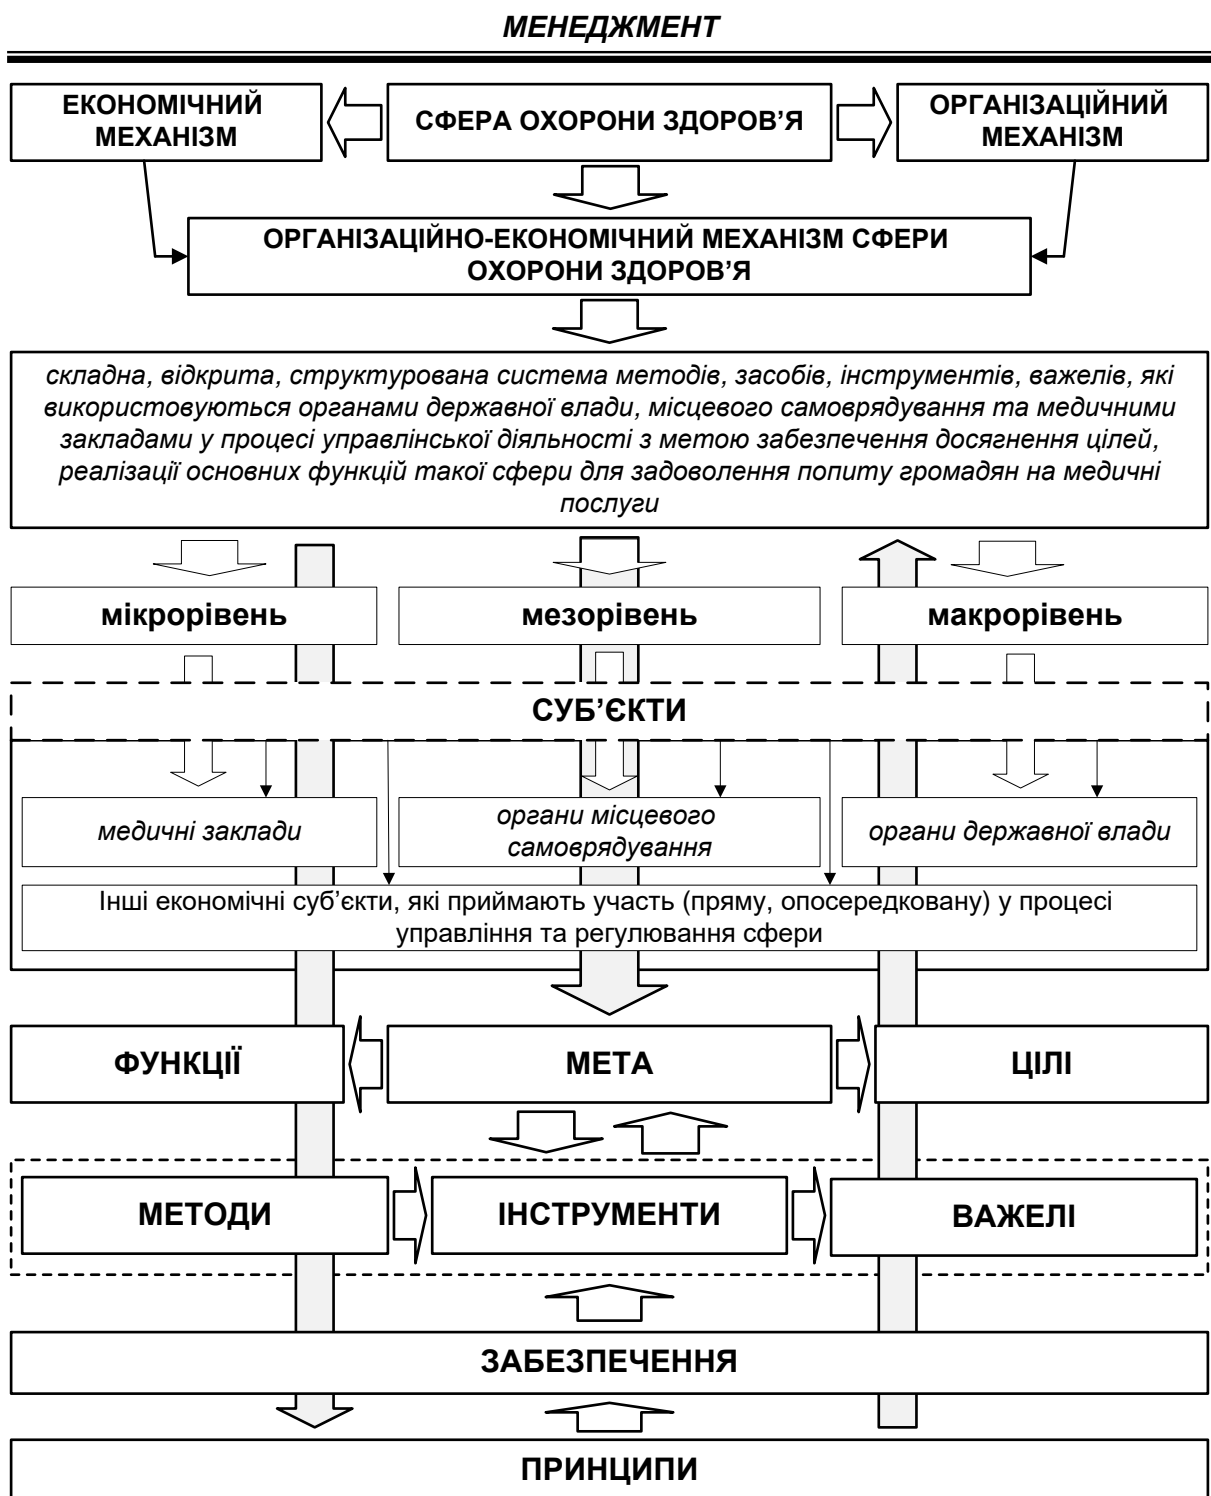 МЕНЕДЖМЕНТ
ЕКОНОМІЧНИЙ
МЕХАНІЗМ
СФЕРА ОХОРОНИ ЗДОРОВ’Я
ОРГАНІЗАЦІЙНИЙ
МЕХАНІЗМ
ОРГАНІЗАЦІЙНО-ЕКОНОМІЧНИЙ МЕХАНІЗМ СФЕРИ
ОХОРОНИ ЗДОРОВ’Я
складна, відкрита, структурована система методів, засобів, інструментів, важелів, які
використовуються органами державної влади, місцевого самоврядування та медичними
закладами у процесі управлінської діяльності з метою забезпечення досягнення цілей,
реалізації основних функцій такої сфери для задоволення попиту громадян на медичні
послуги
мікрорівень
мезорівень
макрорівень
СУБ’ЄКТИ
медичні заклади
органи місцевого
самоврядування
органи державної влади
Інші економічні суб’єкти, які приймають участь (пряму, опосередковану) у процесі
управління та регулювання сфери
ФУНКЦІЇ
МЕТА
ЦІЛІ
МЕТОДИ
ІНСТРУМЕНТИ
ВАЖЕЛІ
ЗАБЕЗПЕЧЕННЯ
ПРИНЦИПИ